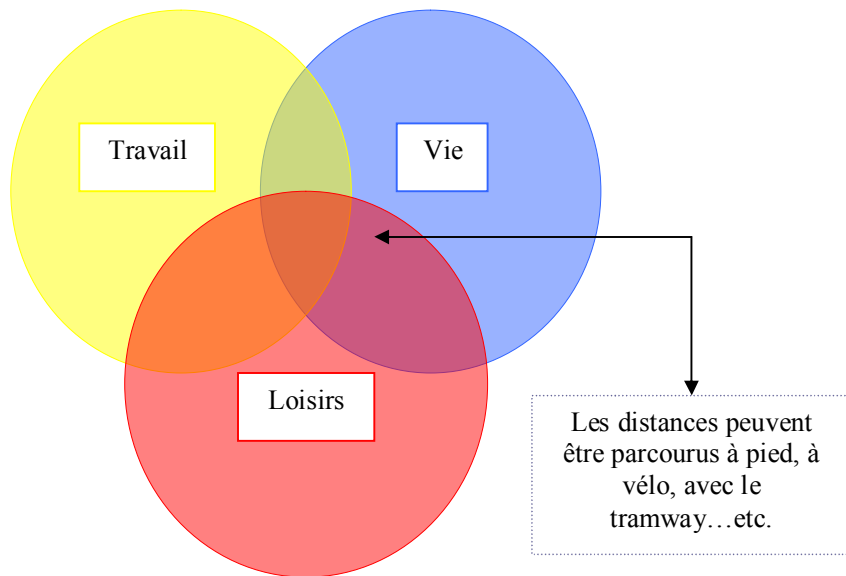 Travail
Vie
Loisirs
Les distances peuvent
être parcourus à pied, à
vélo, avec le
tramway…etc.